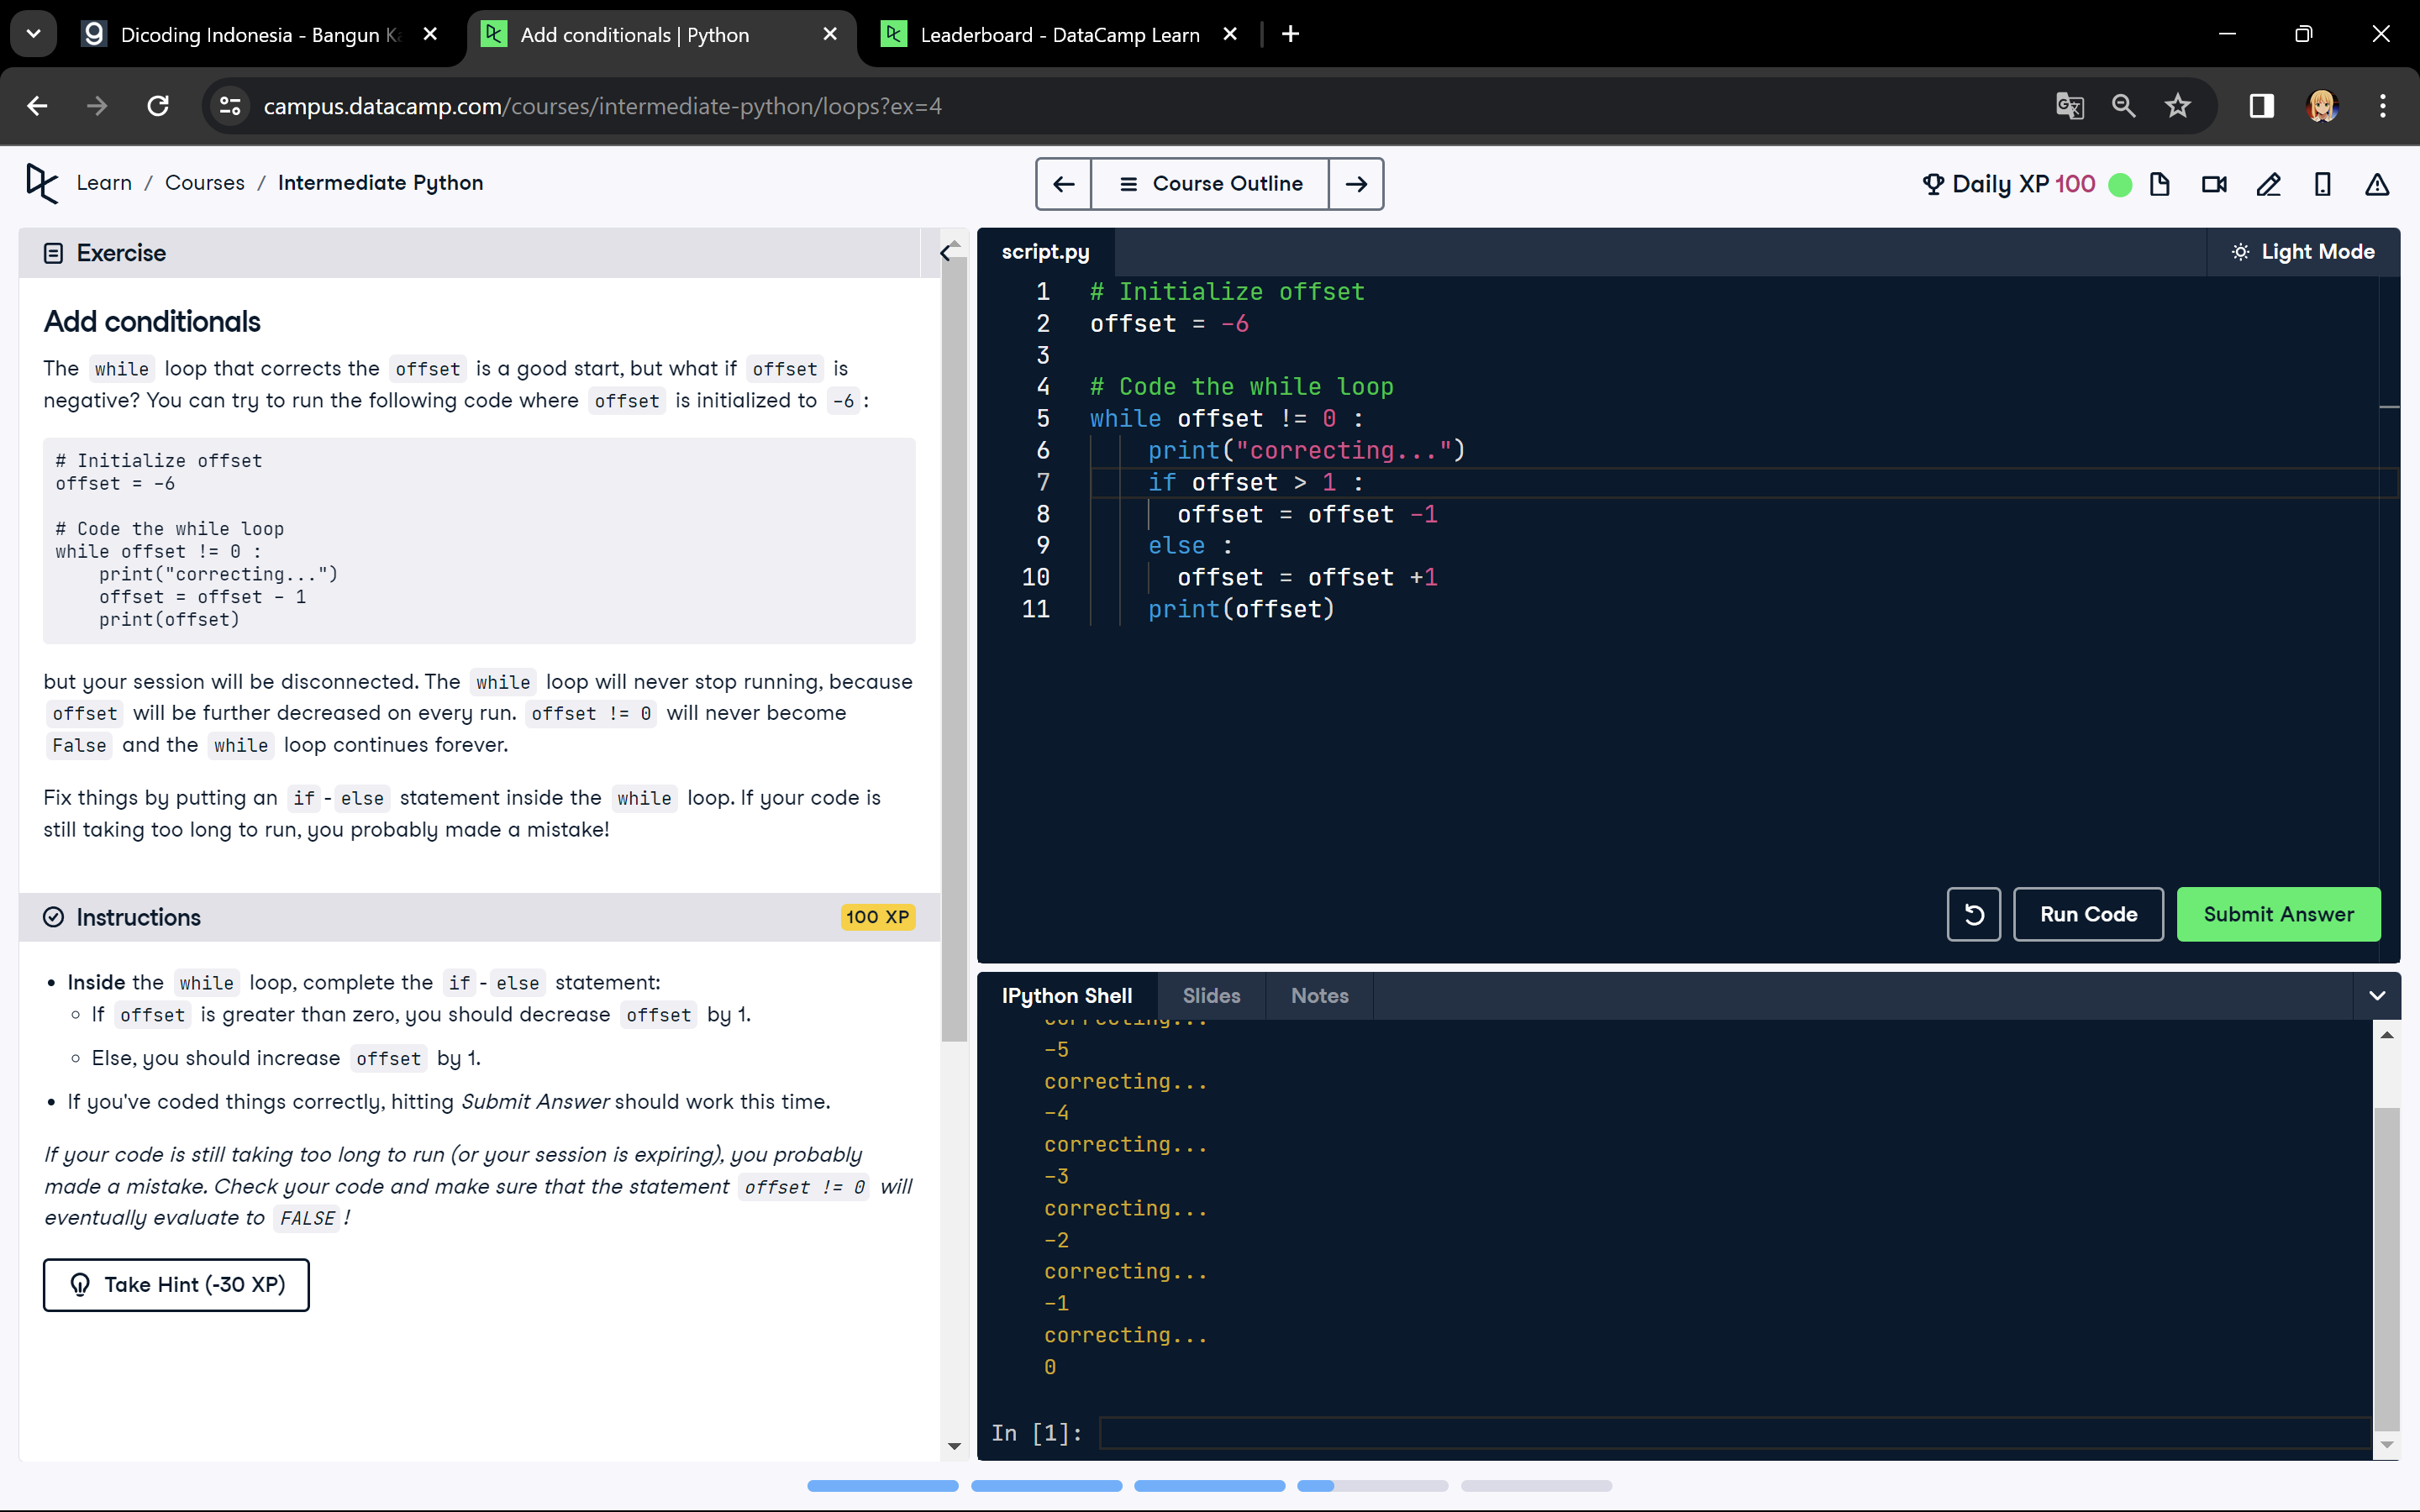 Dicoding Indonesia - Bangun Ka
Add conditionals | Python
Leaderboard - DataCamp Learn
campus.datacamp.com/courses/intermediate-python/loops?ex=4
Learn / Courses / Intermediate Python
Course Outline
Daily XP 100
Exercise
Add conditionals
The while loop that corrects the offset is a good start, but what if offset is
negative? You can try to run the following code where offset is initialized to -6 :
# Initialize offset
offset = -6
# Code the while loop
while offset != 0 :
    print("correcting...")
    offset = offset - 1
    print(offset)
but your session will be disconnected. The while loop will never stop running, because
offset will be further decreased on every run. offset != 0 will never become
False and the while loop continues forever.
Fix things by putting an if - else statement inside the while loop. If your code is
still taking too long to run, you probably made a mistake!
Instructions
100 XP
• Inside the while loop, complete the if - else statement:
◦ If offset is greater than zero, you should decrease offset by 1.
◦ Else, you should increase offset by 1.
• If you've coded things correctly, hitting Submit Answer should work this time.
If your code is still taking too long to run (or your session is expiring), you probably
made a mistake. Check your code and make sure that the statement offset != 0 will
eventually evaluate to FALSE !
Take Hint (-30 XP)
script.py
Light Mode
1 # Initialize offset
2 offset = -6
3
4 # Code the while loop
5 while offset != 0 :
6     print("correcting...")
7     if offset > 1 :
8       offset = offset -1
9     else :
10       offset = offset +1
11     print(offset)
Run Code
Submit Answer
IPython Shell
Slides
Notes
correcting...
-5
correcting...
-4
correcting...
-3
correcting...
-2
correcting...
-1
correcting...
0
In [1]: